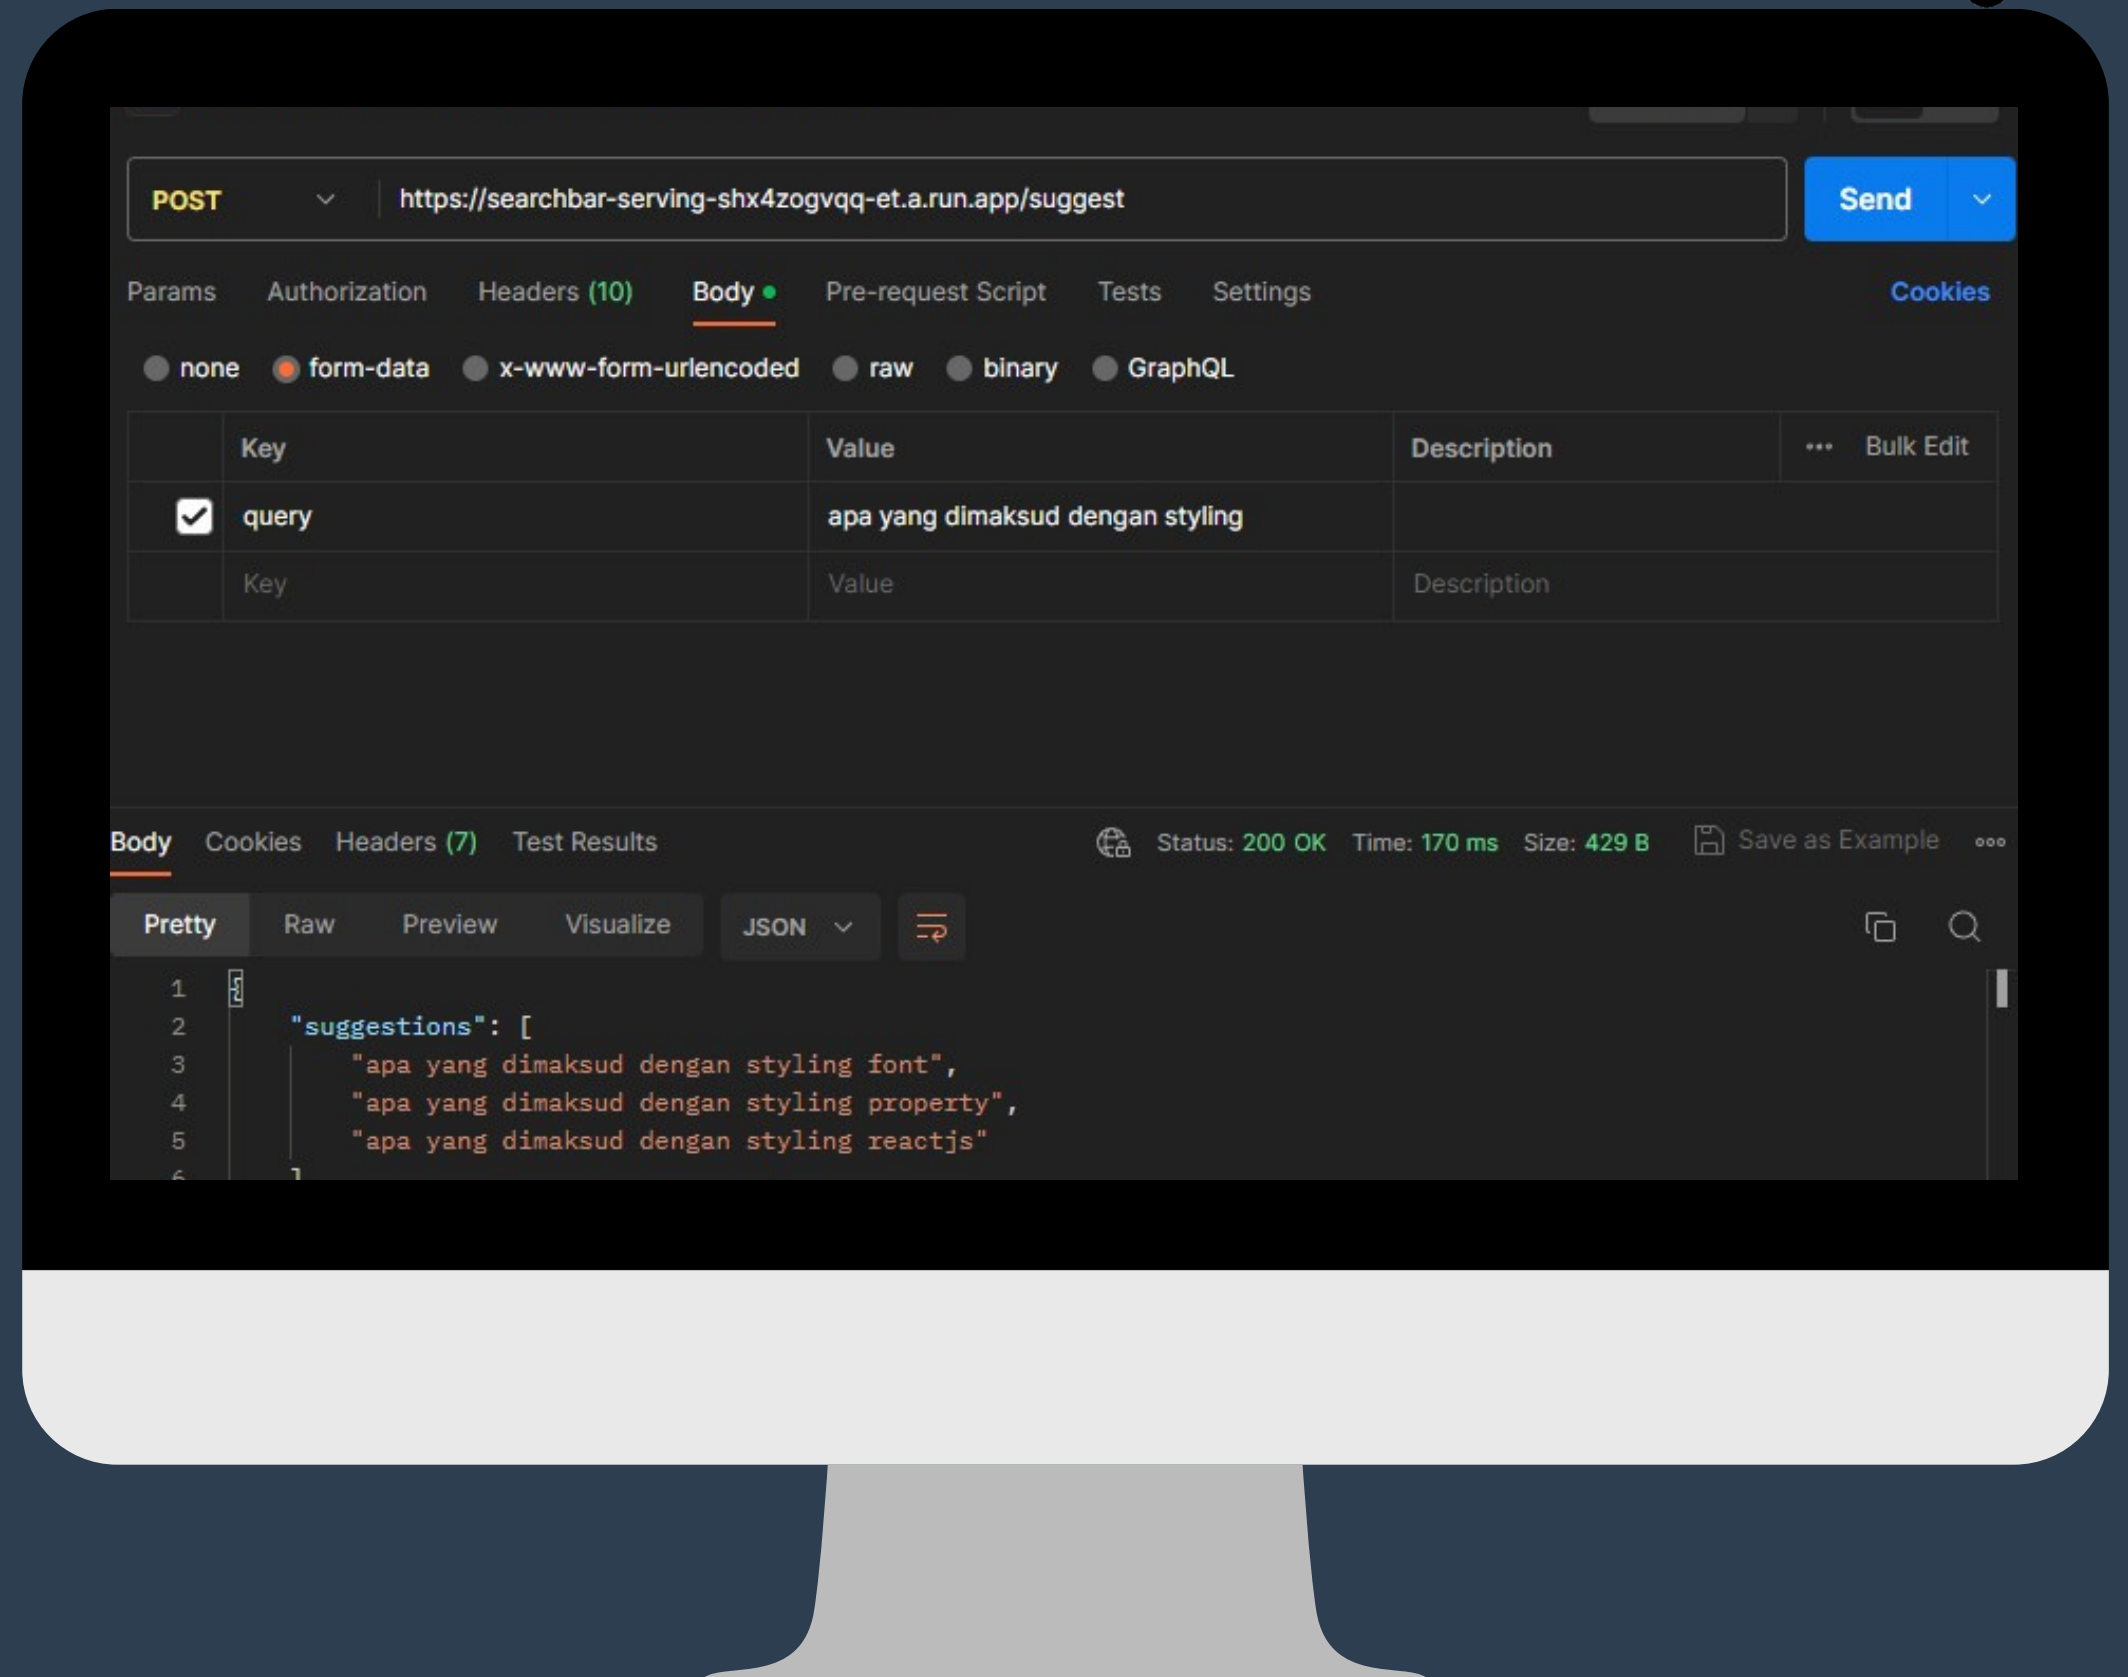 POST https://searchbar-serving-shx4zogvqq-et.a.run.app/suggest Send
Params Authorization Headers (10) Body Pre-request Script Tests Settings Cookies
none form-data x-www-form-urlencoded raw binary GraphQL
Key Value Description ••• Bulk Edit
query apa yang dimaksud dengan styling
Key Value Description
Body Cookies Headers (7) Test Results Status: 200 OK Time: 170 ms Size: 429 B Save as Example
Pretty Raw Preview Visualize JSON
1 {
2 "suggestions": [
3 "apa yang dimaksud dengan styling font",
4 "apa yang dimaksud dengan styling property",
5 "apa yang dimaksud dengan styling reactjs"
6 ]